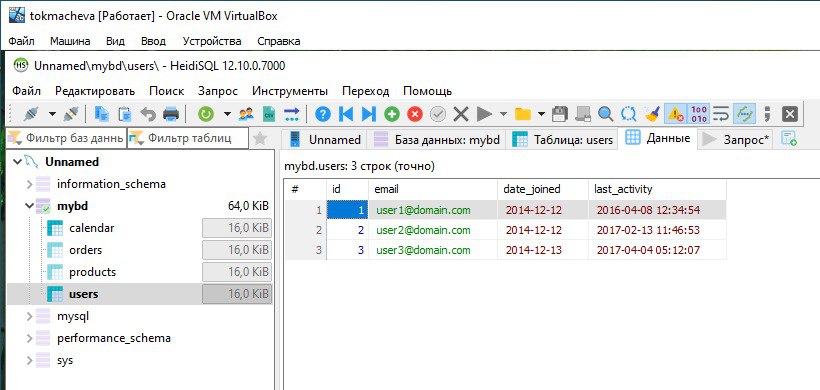 tokmacheva [Работает] - Oracle VM VirtualBox
Файл Машина Вид Ввод Устройства Справка
Unnamed\mybd\users\ - HeidiSQL 12.10.0.7000
Файл Редактировать Поиск Запрос Инструменты Переход Помощь
Фильтр баз даннь Фильтр таблиц Unnamed База данных: mybd Таблица: users Данные Запрос*
Unnamed
information_schema
mybd 64,0 KiB
calendar 16,0 KiB
orders 16,0 KiB
products 16,0 KiB
users 16,0 KiB
mysql
performance_schema
sys
mybd.users: 3 строк (точно)
# id email date_joined last_activity
1 1 user1@domain.com 2014-12-12 2016-04-08 12:34:54
2 2 user2@domain.com 2014-12-12 2017-02-13 11:46:53
3 3 user3@domain.com 2014-12-13 2017-04-04 05:12:07